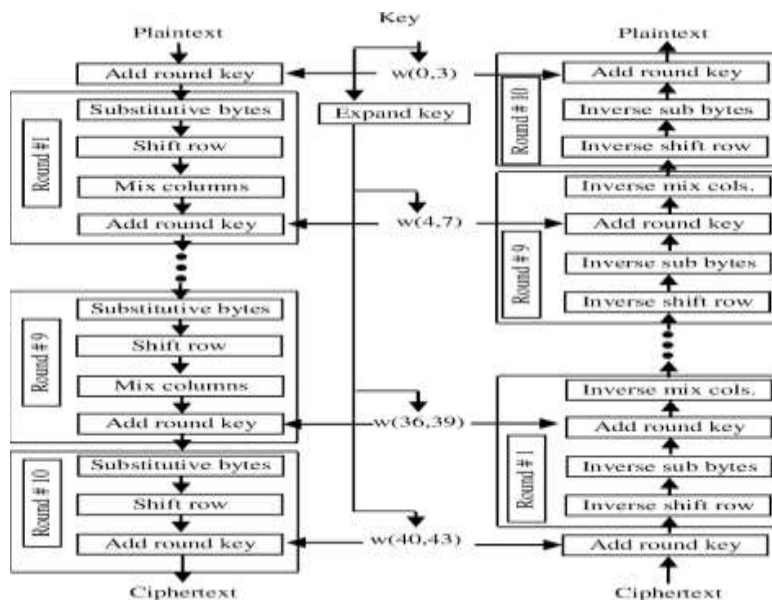 Key
Plaintext
Add round key
Round #1
Substitutive bytes
Shift row
Mix columns
Add round key
Round # 9
Substitutive bytes
Shift row
Mix columns
Add round key
Round # 10
Substitutive bytes
Shift row
Add round key
Ciphertext
w(0,3)
Expand key
w(4,7)
w(36,39)
w(40,43)
Plaintext
Round # 10
Add round key
Inverse sub bytes
Inverse shift row
Round # 9
Inverse mix cols.
Add round key
Inverse sub bytes
Inverse shift row
Round # 1
Inverse mix cols.
Add round key
Inverse sub bytes
Inverse shift row
Add round key
Ciphertext